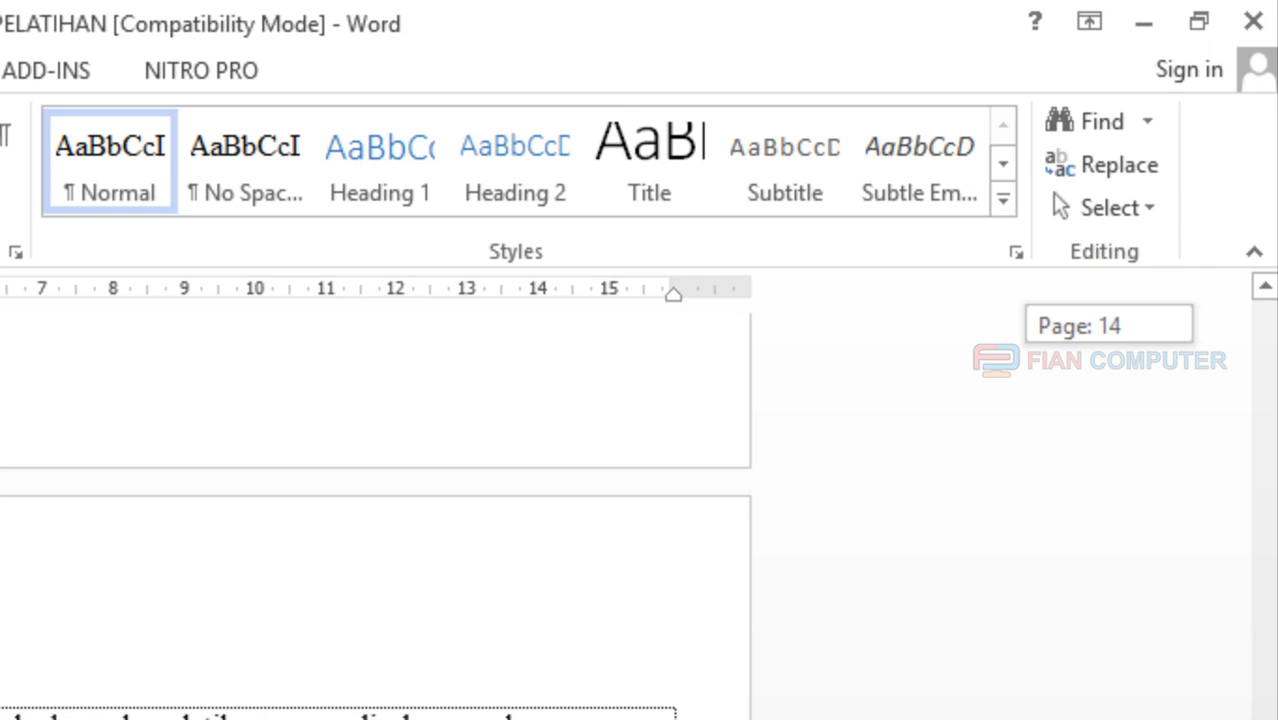 PELATIHAN [Compatibility Mode] - Word
ADD-INS NITRO PRO Sign in
AaBbCcI AaBbCcI AaBbC AaBbCcD AaBl AaBbCcD AaBbCcD
¶ Normal ¶ No Spac... Heading 1 Heading 2 Title Subtitle Subtle Em...
Find
ab
ac Replace
Select
Styles Editing
7 8 9 10 11 12 13 14 15
Page: 14
FIAN COMPUTER